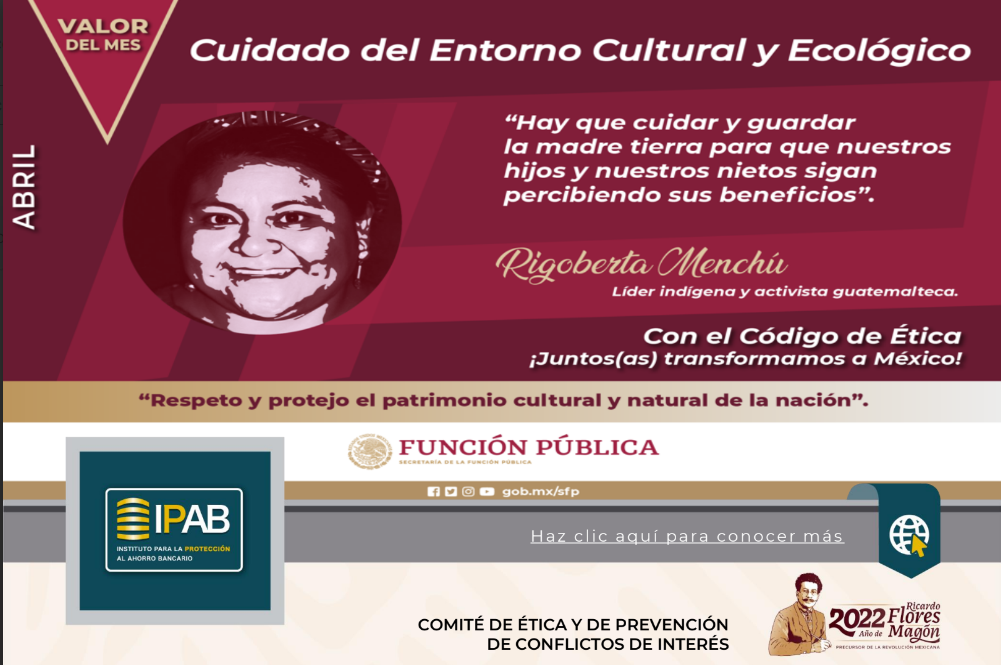 VALOR
DEL MES
Cuidado del Entorno Cultural y Ecológico
ABRIL
“Hay que cuidar y guardar
la madre tierra para que nuestros
hijos y nuestros nietos sigan
percibiendo sus beneficios”.
Rigoberta Menchú
Líder indígena y activista guatemalteca.
Con el Código de Ética
¡Juntos(as) transformamos a México!
“Respeto y protejo el patrimonio cultural y natural de la nación”.
FUNCIÓN PÚBLICA
SECRETARÍA DE LA FUNCIÓN PÚBLICA
gob.mx/sfp
IPAB
INSTITUTO PARA LA PROTECCIÓN
AL AHORRO BANCARIO
Haz clic aquí para conocer más
COMITÉ DE ÉTICA Y DE PREVENCIÓN
DE CONFLICTOS DE INTERÉS
2022 Ricardo
Flores
Año de Magón
PRECURSOR DE LA REVOLUCIÓN MEXICANA